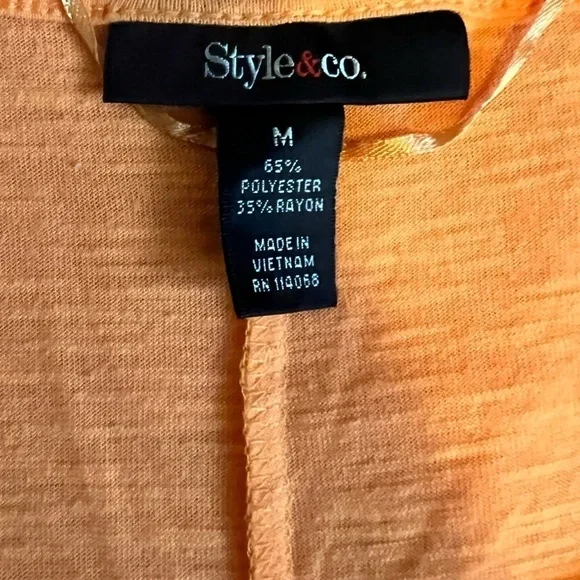 Style&co.
M
65%
POLYESTER
35% RAYON
MADE IN
VIETNAM
RN 114068